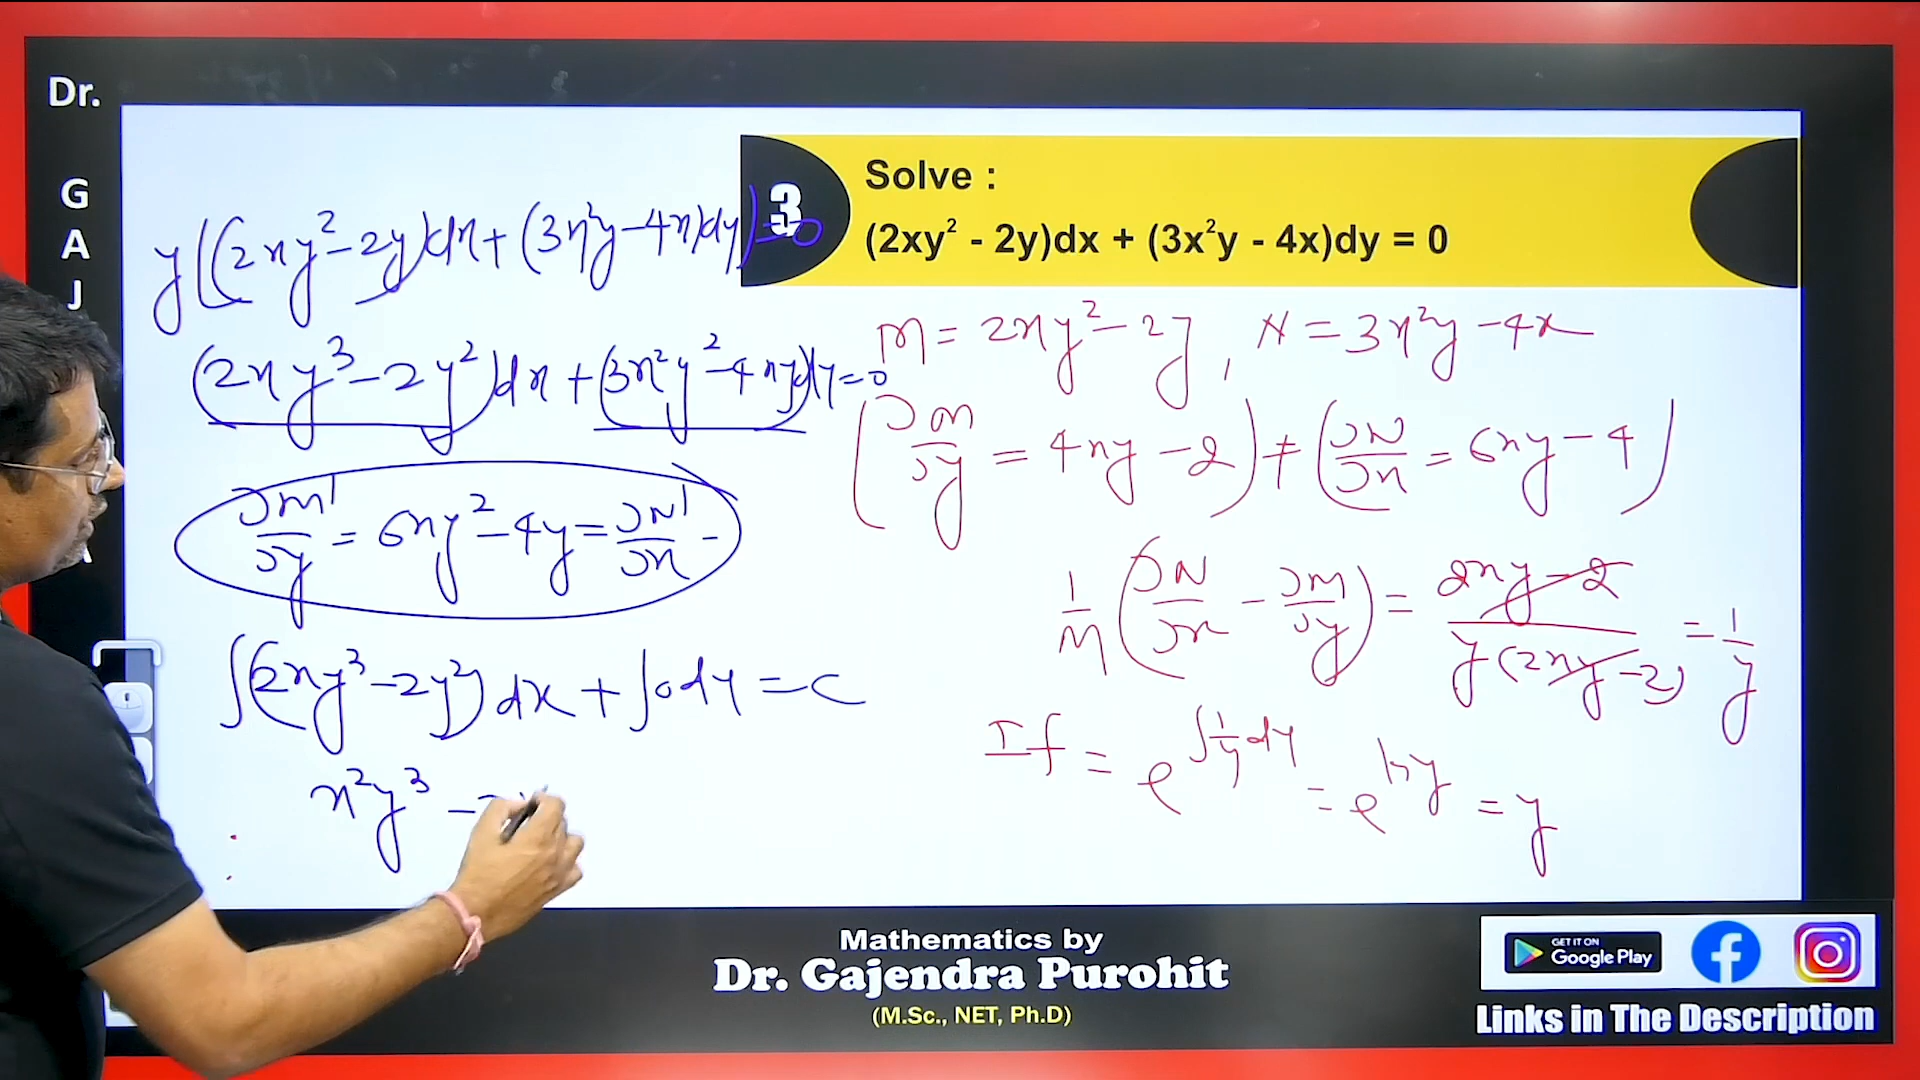 Dr.
G
A
J
3
Solve :
(2xy² - 2y)dx + (3x²y - 4x)dy = 0
y((2xy² - 2y)dx + (3x²y - 4x)dy) = 0
(2xy³ - 2y²)dx + (3x²y² - 4xy)dy = 0
∂M'/∂y = 6xy² - 4y = ∂N'/∂x
∫(2xy³ - 2y²)dx + ∫0dy = C
x²y³ - 2
M = 2xy² - 2y, N = 3x²y - 4x
(∂M/∂y = 4xy - 2) ≠ (∂N/∂x = 6xy - 4)
1/M (∂N/∂x - ∂M/∂y) = 2xy - 2 / y(2xy - 2) = 1/y
If = e^∫1/y dy = e^ln y = y
Mathematics by
Dr. Gajendra Purohit
(M.Sc., NET, Ph.D)
GET IT ON
Google Play
Links in The Description